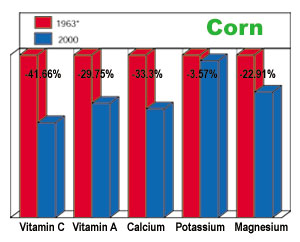 1963*
Corn
2000
-41.66% -29.75% -33.3% -3.57% -22.91%
Vitamin C Vitamin A Calcium Potassium Magnesium